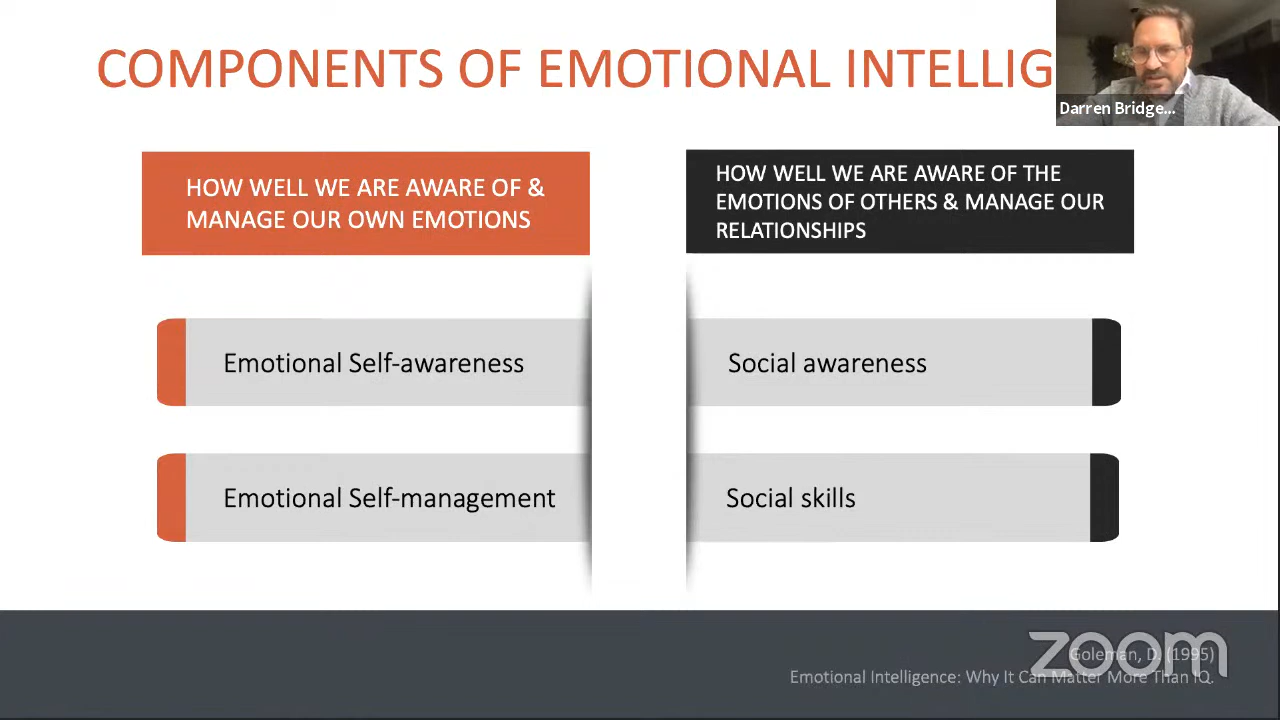 COMPONENTS OF EMOTIONAL INTELLIG
Darren Bridge...
HOW WELL WE ARE AWARE OF &
MANAGE OUR OWN EMOTIONS
HOW WELL WE ARE AWARE OF THE
EMOTIONS OF OTHERS & MANAGE OUR
RELATIONSHIPS
Emotional Self-awareness
Social awareness
Emotional Self-management
Social skills
zoom
Goleman, D. (1995)
Emotional Intelligence: Why It Can Matter More Than IQ.